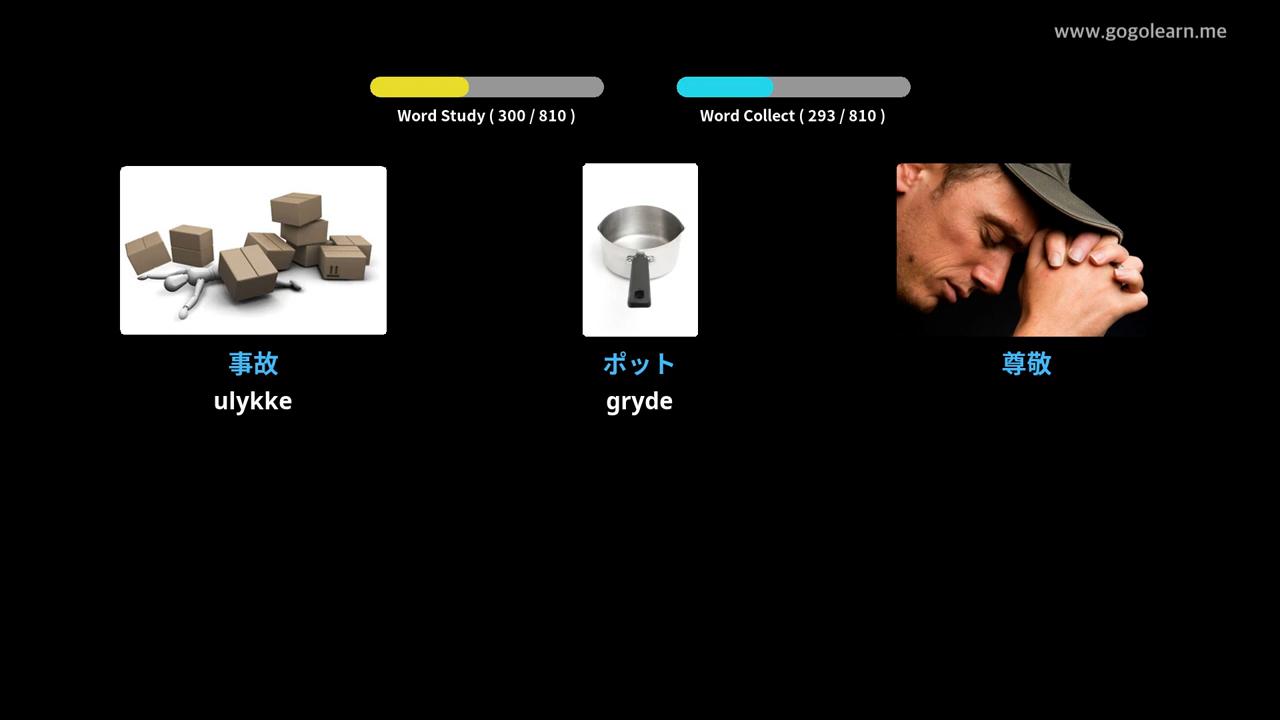 www.gogolearn.me
Word Study ( 300 / 810 )
Word Collect ( 293 / 810 )
事故
ulykke
ポット
gryde
尊敬